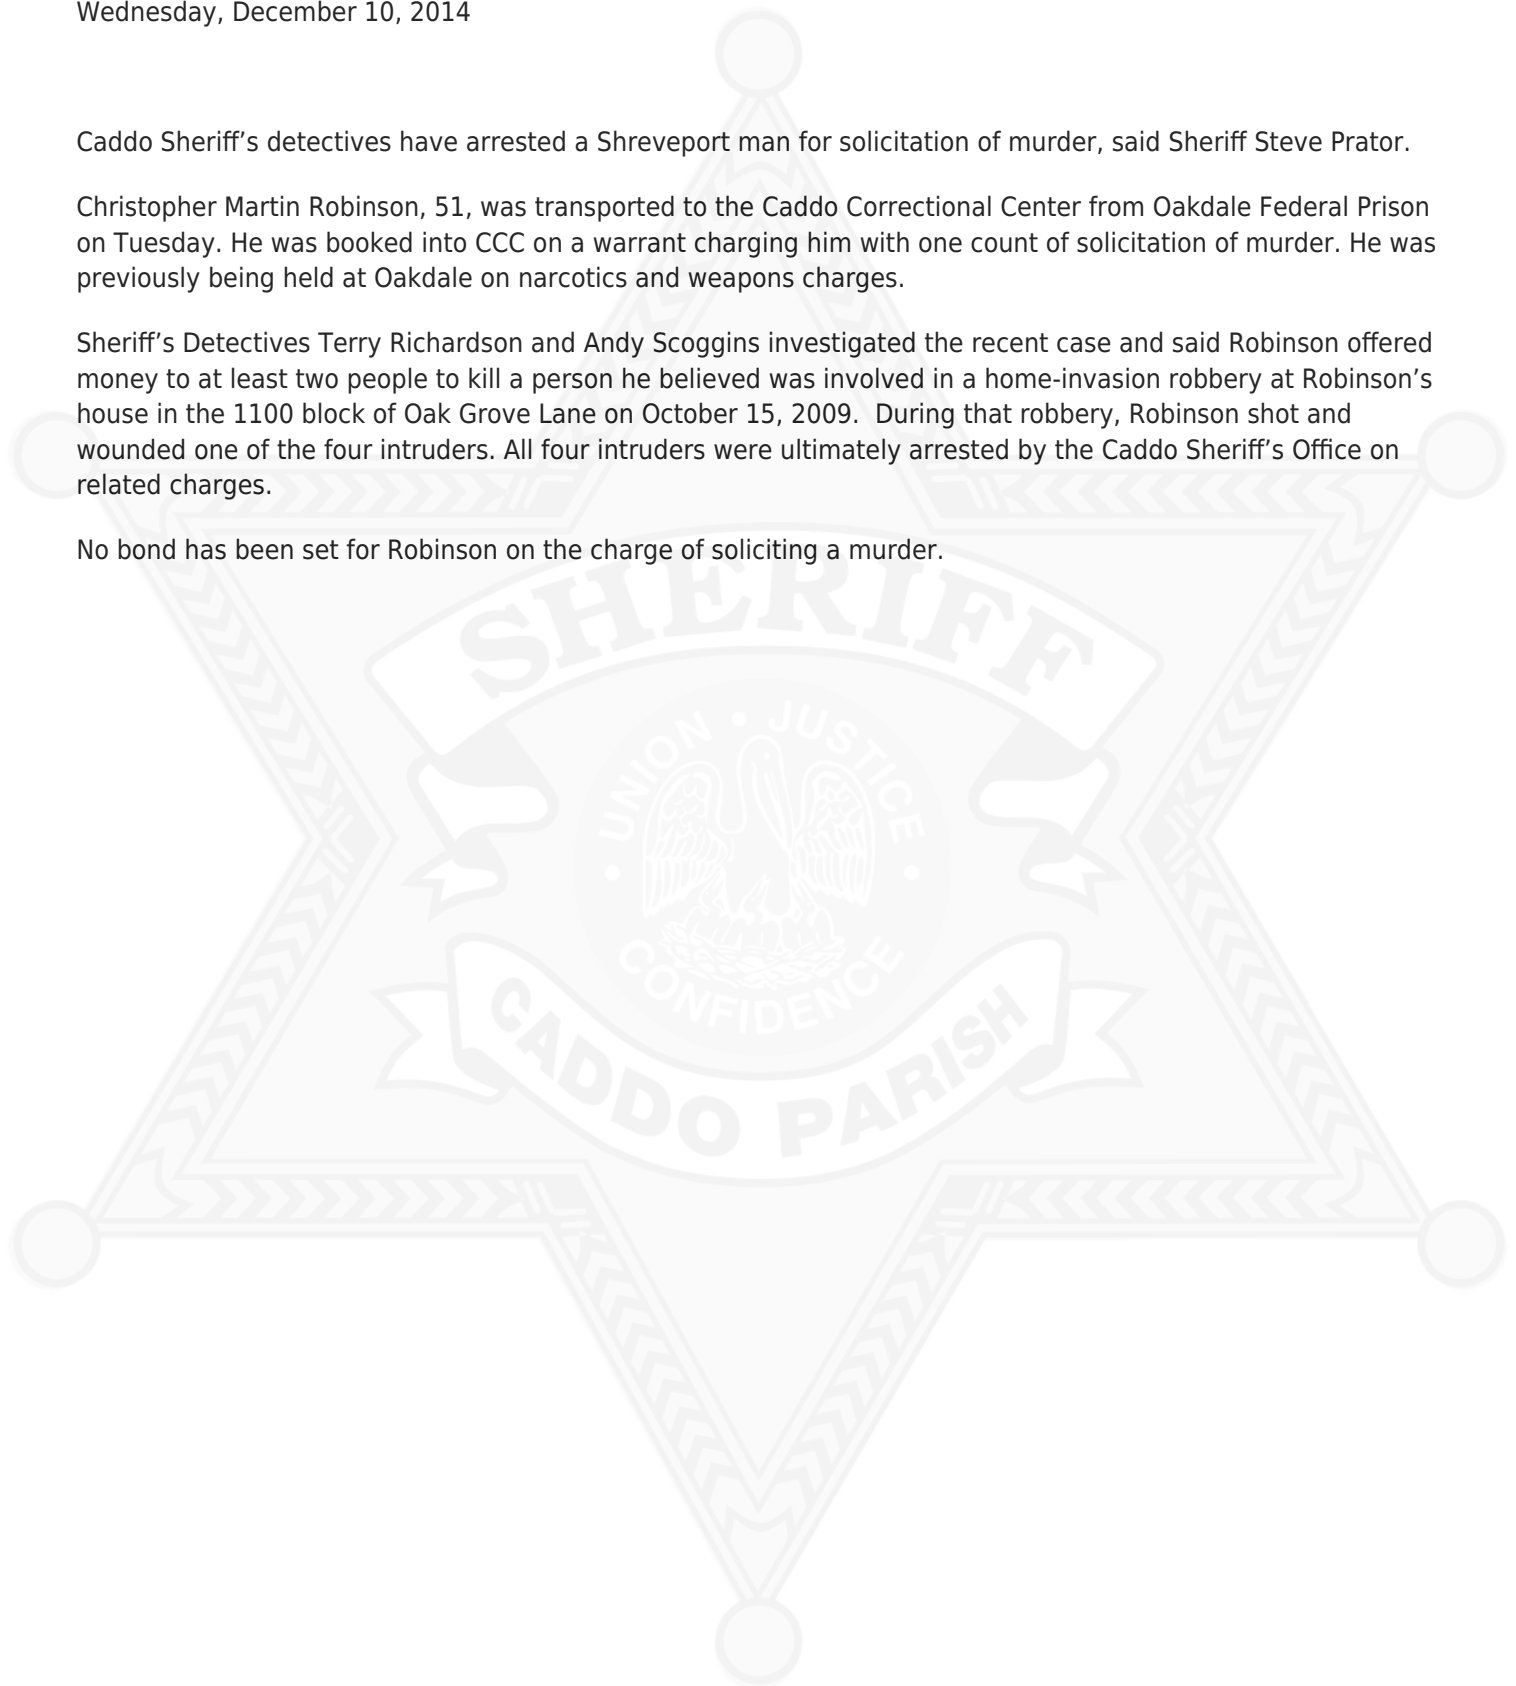 Wednesday, December 10, 2014
Caddo Sheriff’s detectives have arrested a Shreveport man for solicitation of murder, said Sheriff Steve Prator.
Christopher Martin Robinson, 51, was transported to the Caddo Correctional Center from Oakdale Federal Prison
on Tuesday. He was booked into CCC on a warrant charging him with one count of solicitation of murder. He was
previously being held at Oakdale on narcotics and weapons charges.
Sheriff’s Detectives Terry Richardson and Andy Scoggins investigated the recent case and said Robinson offered
money to at least two people to kill a person he believed was involved in a home-invasion robbery at Robinson’s
house in the 1100 block of Oak Grove Lane on October 15, 2009.  During that robbery, Robinson shot and
wounded one of the four intruders. All four intruders were ultimately arrested by the Caddo Sheriff’s Office on
related charges.
No bond has been set for Robinson on the charge of soliciting a murder.
SHERIFF
UNION • JUSTICE
• CONFIDENCE •
CADDO PARISH